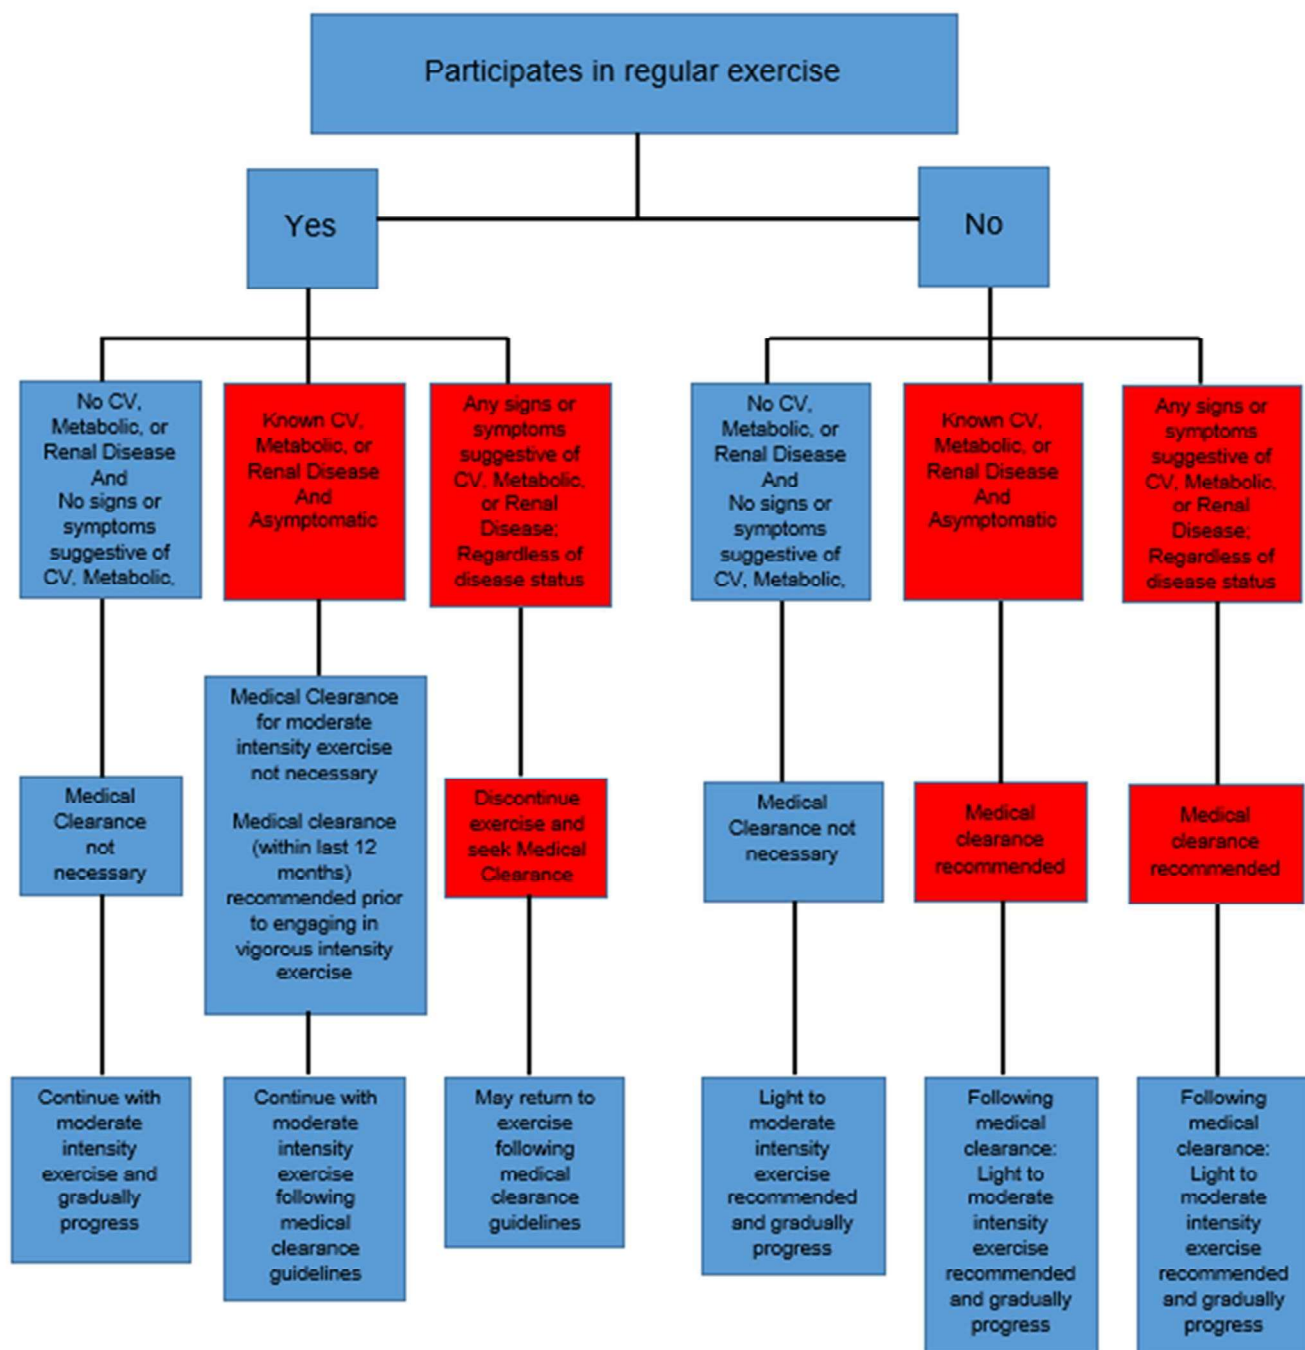 Participates in regular exercise
Yes
No
No CV,
Metabolic, or
Renal Disease
And
No signs or
symptoms
suggestive of
CV, Metabolic,
Known CV,
Metabolic, or
Renal Disease
And
Asymptomatic
Any signs or
symptoms
suggestive of
CV, Metabolic,
or Renal
Disease;
Regardless of
disease status
No CV,
Metabolic, or
Renal Disease
And
No signs or
symptoms
suggestive of
CV, Metabolic,
Known CV,
Metabolic, or
Renal Disease
And
Asymptomatic
Any signs or
symptoms
suggestive of
CV, Metabolic,
or Renal
Disease;
Regardless of
disease status
Medical
Clearance
not
necessary
Medical Clearance
for moderate
intensity exercise
not necessary
Medical clearance
(within last 12
months)
recommended prior
to engaging in
vigorous intensity
exercise
Discontinue
exercise and
seek Medical
Clearance
Medical
Clearance not
necessary
Medical
clearance
recommended
Medical
clearance
recommended
Continue with
moderate
intensity
exercise and
gradually
progress
Continue with
moderate
intensity
exercise
following
medical
clearance
guidelines
May return to
exercise
following
medical
clearance
guidelines
Light to
moderate
intensity
exercise
recommended
and gradually
progress
Following
medical
clearance:
Light to
moderate
intensity
exercise
recommended
and gradually
progress
Following
medical
clearance:
Light to
moderate
intensity
exercise
recommended
and gradually
progress